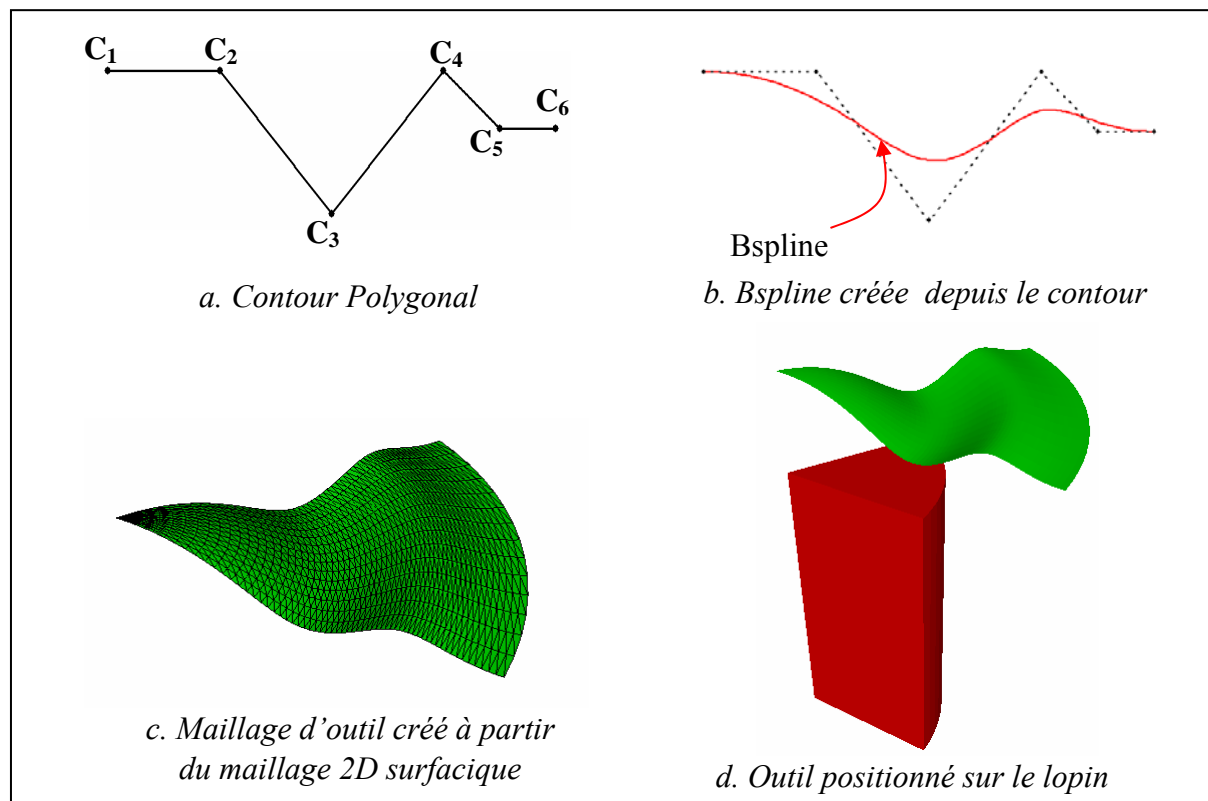 C1 C2 C4
C6
C5
C3
Bspline
a. Contour Polygonal
b. Bspline créée depuis le contour
c. Maillage d'outil créé à partir
du maillage 2D surfacique
d. Outil positionné sur le lopin